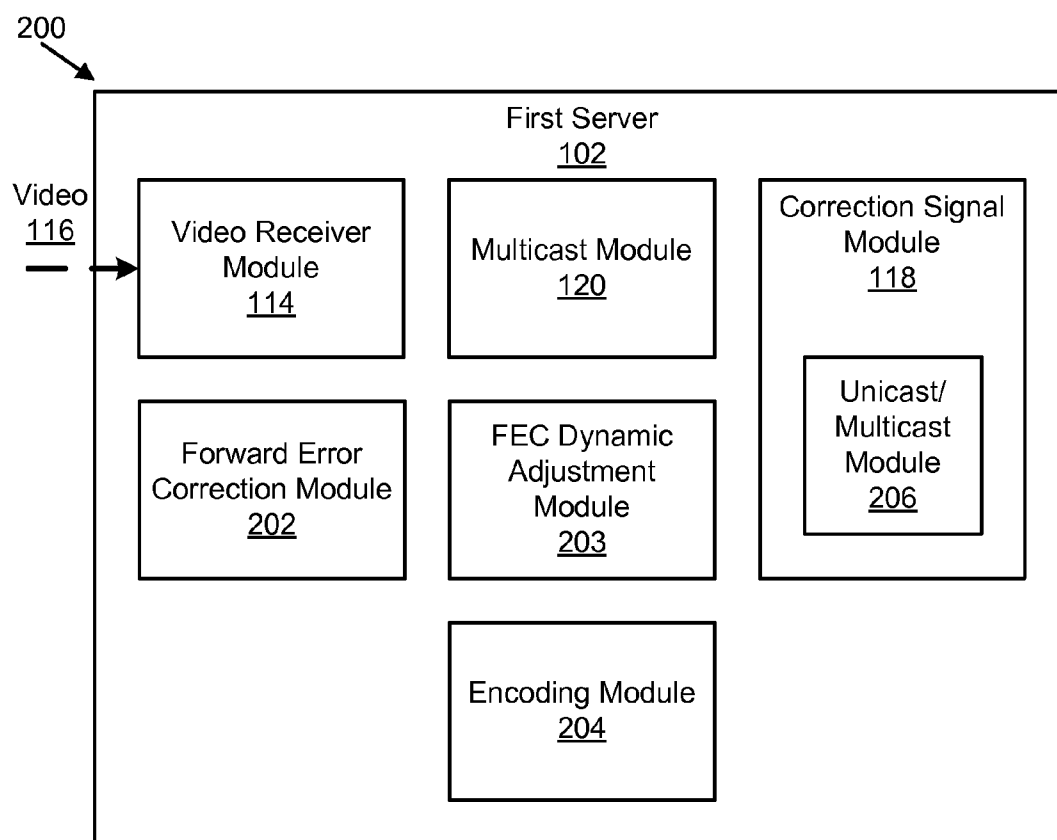 200
First Server
102
Video
116
Video Receiver
Module
114
Multicast Module
120
Correction Signal
Module
118
Unicast/
Multicast
Module
206
Forward Error
Correction Module
202
FEC Dynamic
Adjustment
Module
203
Encoding Module
204